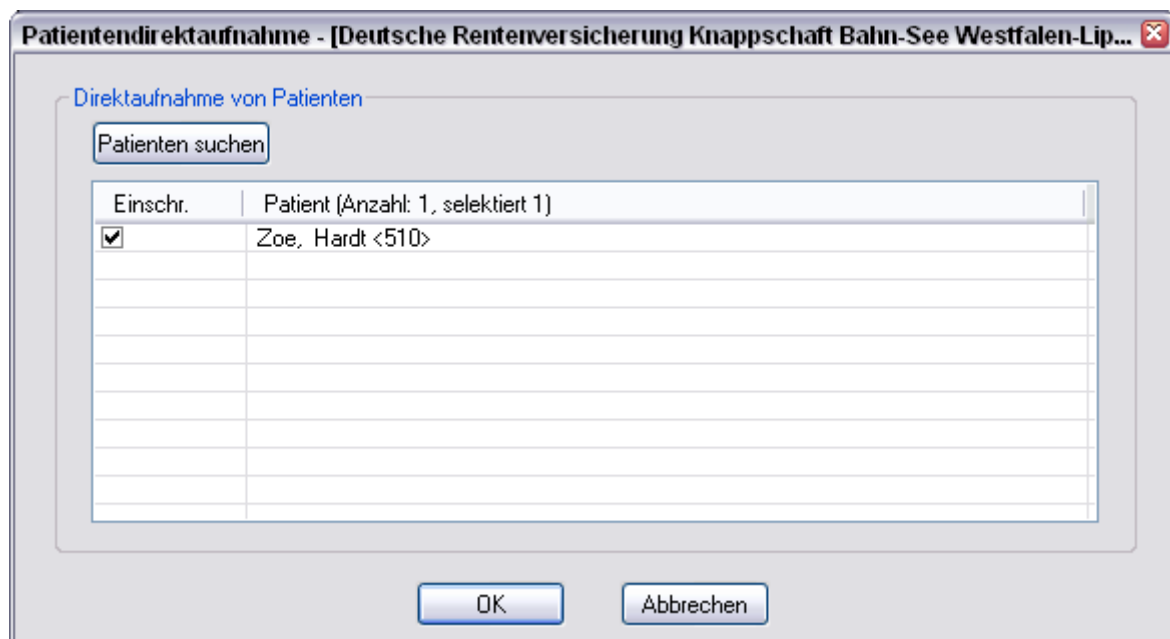 Patientendirektaufnahme - [Deutsche Rentenversicherung Knappschaft Bahn-See Westfalen-Lip...
Direktaufnahme von Patienten
Patienten suchen
Einschr. Patient (Anzahl: 1, selektiert 1)
Zoe, Hardt <510>
OK Abbrechen